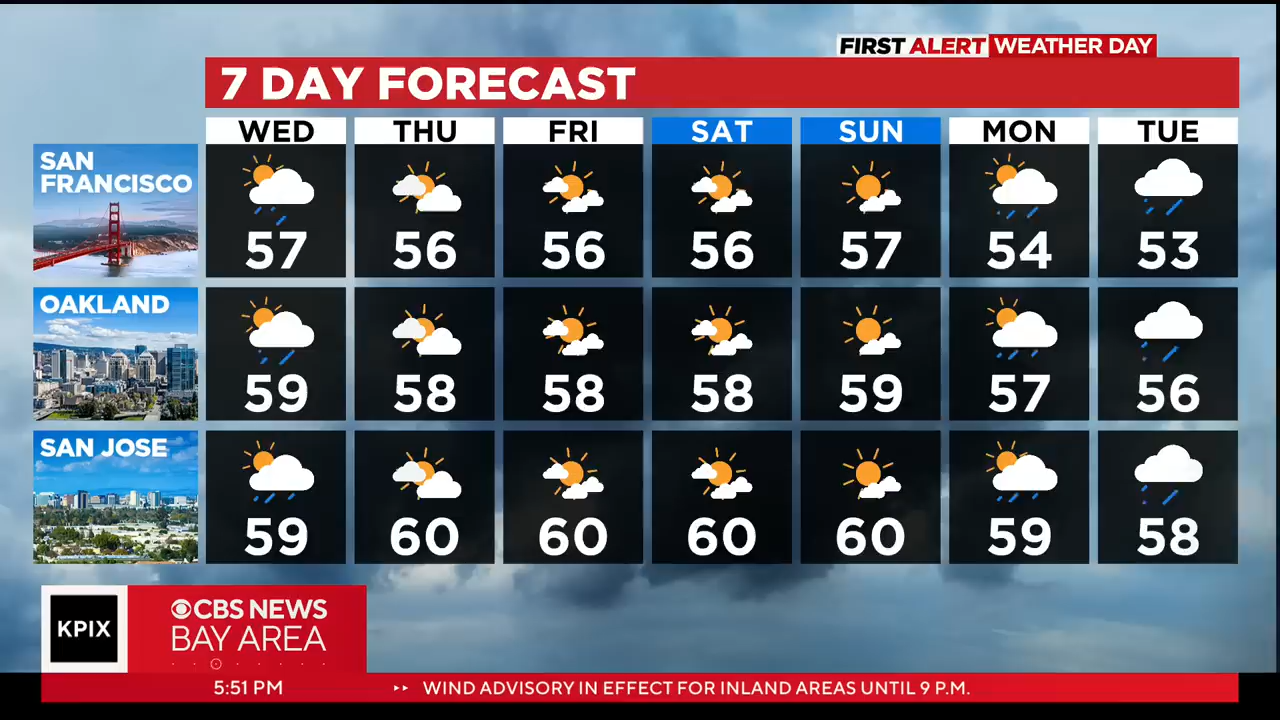 FIRST ALERT WEATHER DAY
7 DAY FORECAST
WED THU FRI SAT SUN MON TUE
SAN
FRANCISCO
57 56 56 56 57 54 53
OAKLAND
59 58 58 58 59 57 56
SAN JOSE
59 60 60 60 60 59 58
KPIX
CBS NEWS
BAY AREA
5:51 PM
WIND ADVISORY IN EFFECT FOR INLAND AREAS UNTIL 9 P.M.